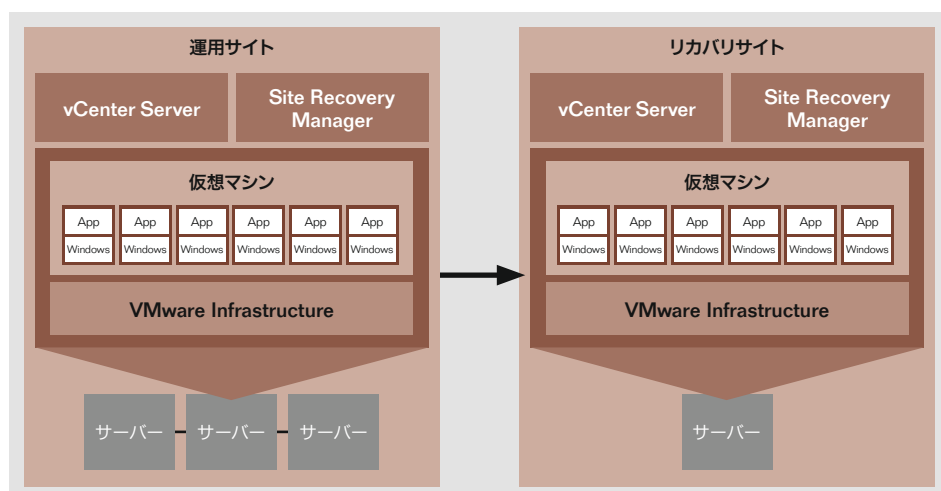 運用サイト
vCenter Server
Site Recovery
Manager
仮想マシン
App App App App App App
Windows Windows Windows Windows Windows Windows
VMware Infrastructure
サーバー サーバー サーバー
リカバリサイト
vCenter Server
Site Recovery
Manager
仮想マシン
App App App App App App
Windows Windows Windows Windows Windows Windows
VMware Infrastructure
サーバー